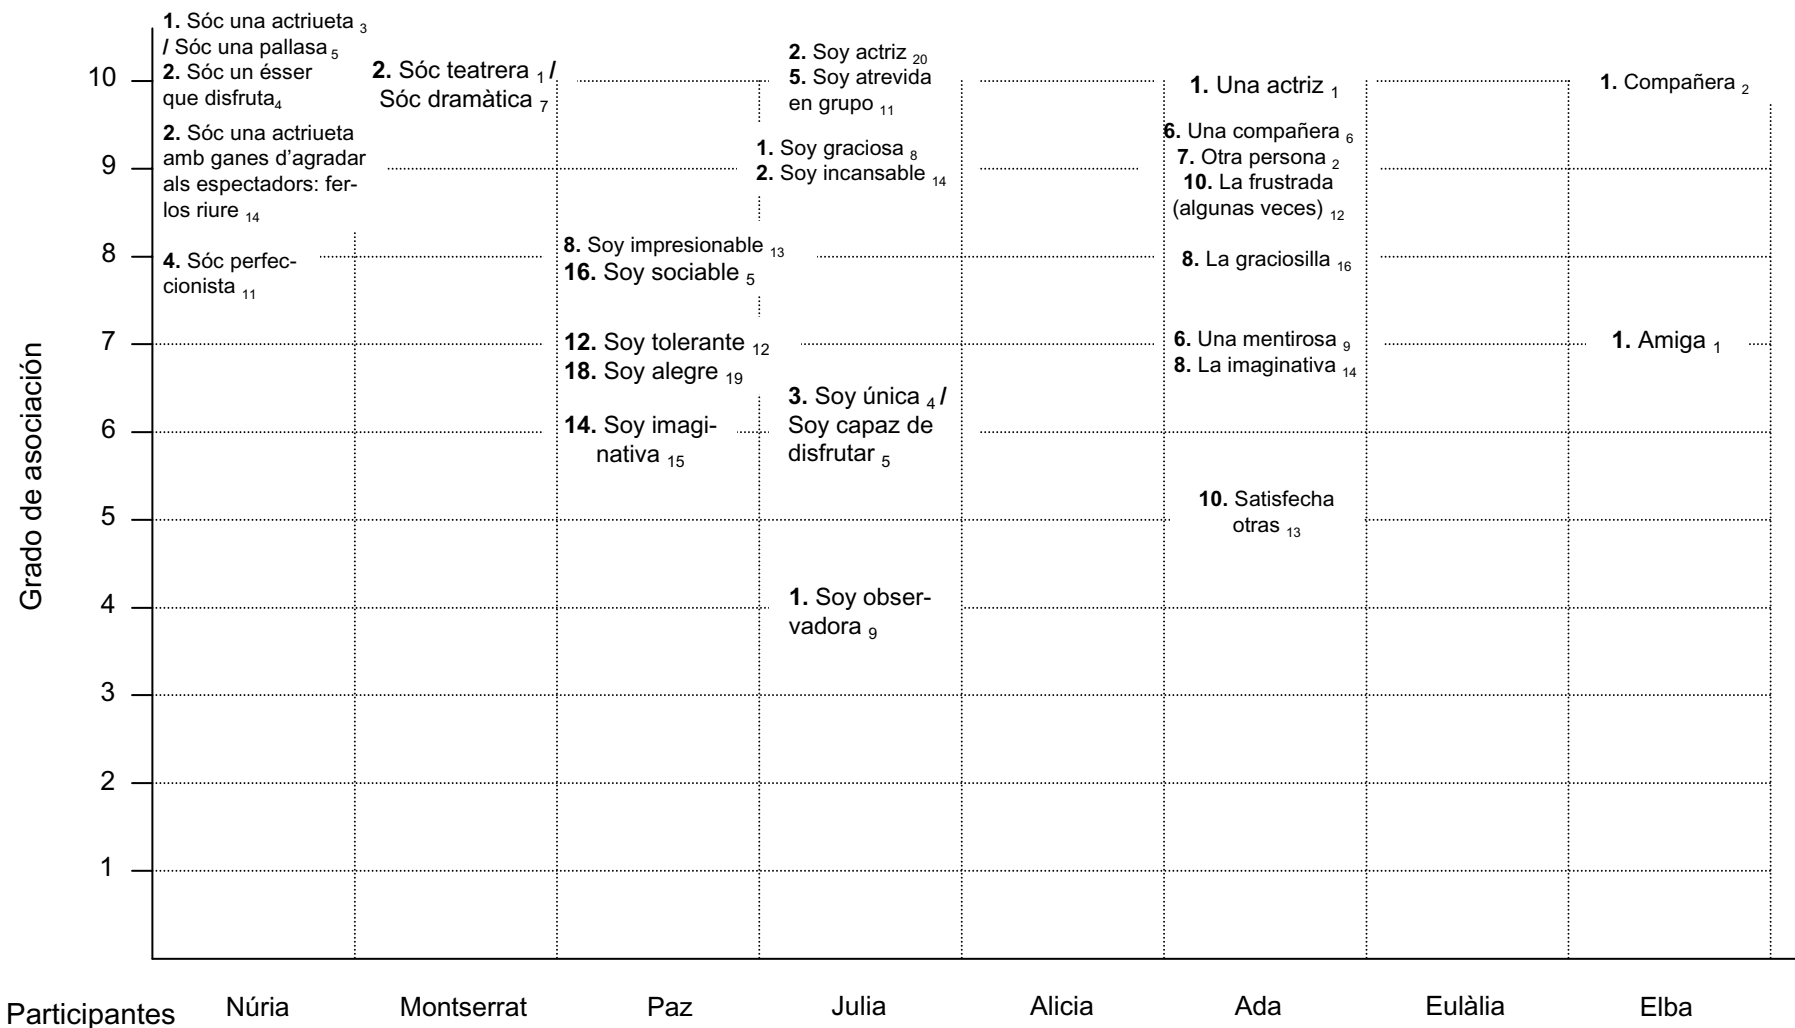 1. Sóc una actriueta 3
/ Sóc una pallasa 5
2. Sóc un ésser
que disfruta4
2. Sóc una actriueta
amb ganes d’agradar
als espectadors: fer-
los riure 14
4. Sóc perfec-
cionista 11
2. Sóc teatrera 1 /
Sóc dramàtica 7
8. Soy impresionable 13
16. Soy sociable 5
12. Soy tolerante 12
18. Soy alegre 19
14. Soy imagi-
nativa 15
2. Soy actriz 20
5. Soy atrevida
en grupo 11
1. Soy graciosa 8
2. Soy incansable 14
3. Soy única 4 /
Soy capaz de
disfrutar 5
1. Soy obser-
vadora 9
1. Una actriz 1
6. Una compañera 6
7. Otra persona 2
10. La frustrada
(algunas veces) 12
8. La graciosilla 16
6. Una mentirosa 9
8. La imaginativa 14
10. Satisfecha
otras 13
1. Compañera 2
1. Amiga 1
Grado de asociación
10
9
8
7
6
5
4
3
2
1
Participantes Núria Montserrat Paz Julia Alicia Ada Eulàlia Elba